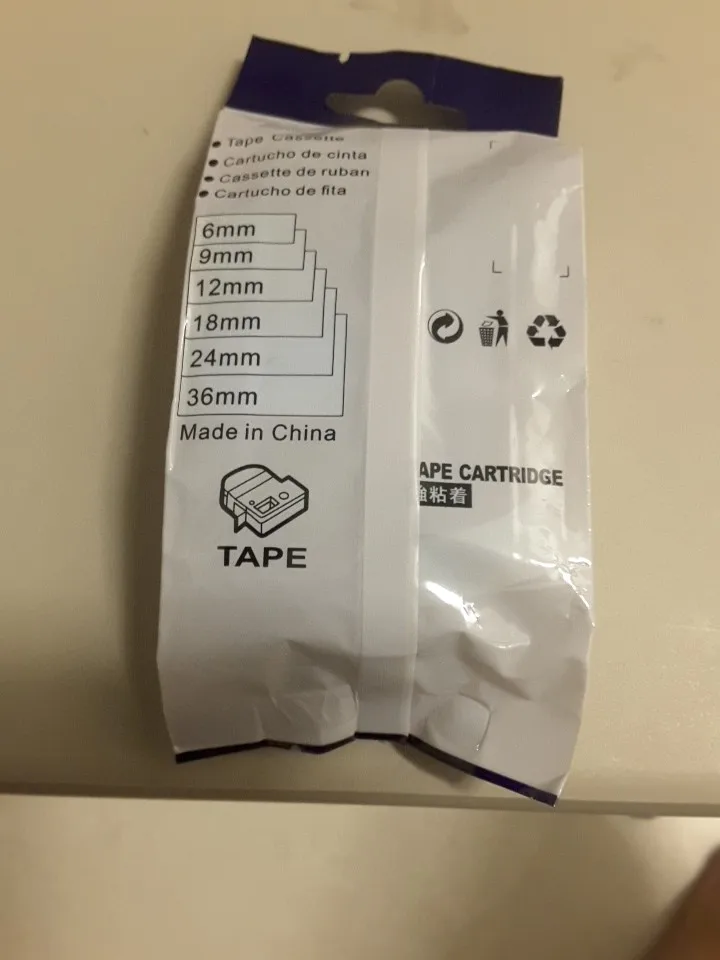 • Tape Cassette
• Cartucho de cinta
• Cassette de ruban
• Cartucho de fita
6mm
9mm
12mm
18mm
24mm
36mm
Made in China
TAPE
APE CARTRIDGE
強粘着